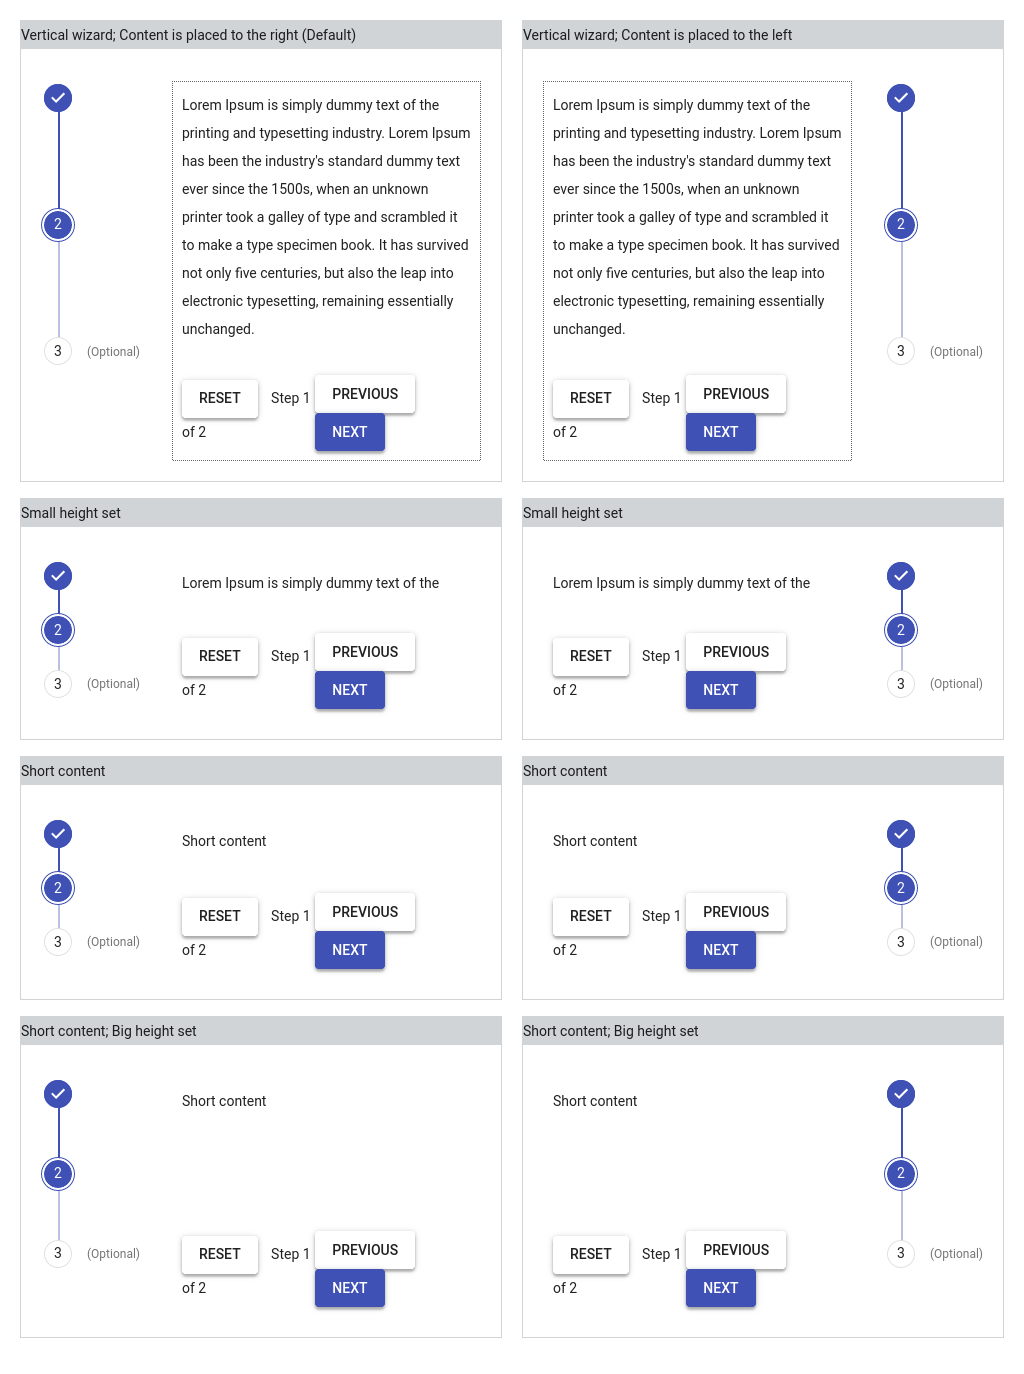 Vertical wizard; Content is placed to the right (Default)
2
3
(Optional)
Lorem Ipsum is simply dummy text of the
printing and typesetting industry. Lorem Ipsum
has been the industry's standard dummy text
ever since the 1500s, when an unknown
printer took a galley of type and scrambled it
to make a type specimen book. It has survived
not only five centuries, but also the leap into
electronic typesetting, remaining essentially
unchanged.
RESET Step 1 PREVIOUS
of 2 NEXT
Vertical wizard; Content is placed to the left
Lorem Ipsum is simply dummy text of the
printing and typesetting industry. Lorem Ipsum
has been the industry's standard dummy text
ever since the 1500s, when an unknown
printer took a galley of type and scrambled it
to make a type specimen book. It has survived
not only five centuries, but also the leap into
electronic typesetting, remaining essentially
unchanged.
RESET Step 1 PREVIOUS
of 2 NEXT
2
3 (Optional)
Small height set
2
3 (Optional)
Lorem Ipsum is simply dummy text of the
RESET Step 1 PREVIOUS
of 2 NEXT
Small height set
Lorem Ipsum is simply dummy text of the
RESET Step 1 PREVIOUS
of 2 NEXT
2
3 (Optional)
Short content
2
3 (Optional)
Short content
RESET Step 1 PREVIOUS
of 2 NEXT
Short content
Short content
RESET Step 1 PREVIOUS
of 2 NEXT
2
3 (Optional)
Short content; Big height set
2
3 (Optional)
Short content
RESET Step 1 PREVIOUS
of 2 NEXT
Short content; Big height set
Short content
RESET Step 1 PREVIOUS
of 2 NEXT
2
3 (Optional)